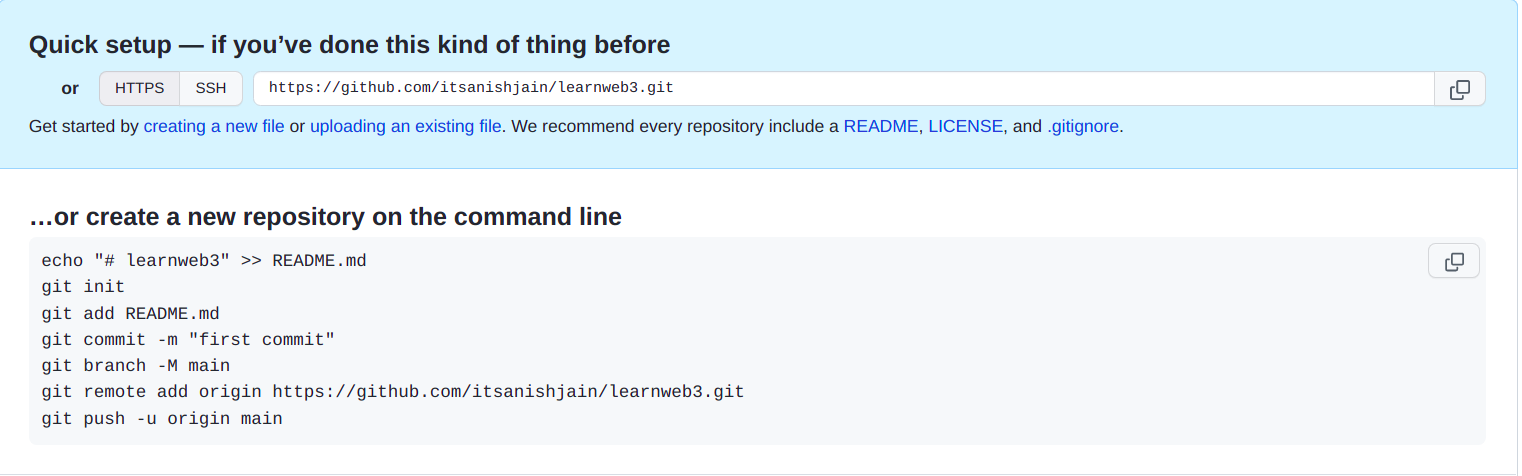 Quick setup — if you’ve done this kind of thing before
or HTTPS SSH https://github.com/itsanishjain/learnweb3.git
Get started by creating a new file or uploading an existing file. We recommend every repository include a README, LICENSE, and .gitignore.
…or create a new repository on the command line
echo "# learnweb3" >> README.md
git init
git add README.md
git commit -m "first commit"
git branch -M main
git remote add origin https://github.com/itsanishjain/learnweb3.git
git push -u origin main